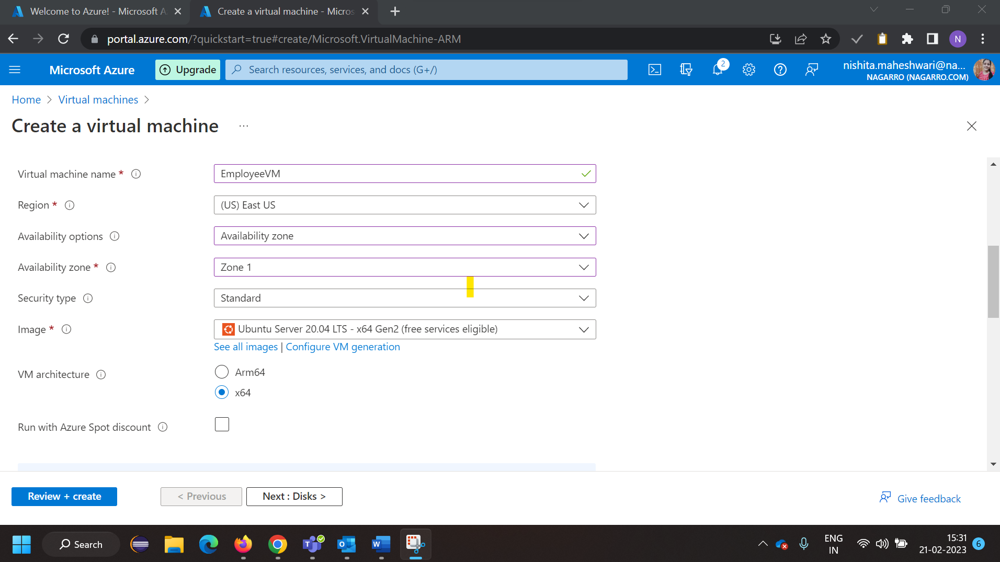 Welcome to Azure! - Microsoft A
Create a virtual machine - Micros
portal.azure.com/?quickstart=true#create/Microsoft.VirtualMachine-ARM
N
Microsoft Azure
Upgrade
Search resources, services, and docs (G+/)
2
nishita.maheshwari@na...
NAGARRO (NAGARRO.COM)
Home > Virtual machines >
Create a virtual machine ...
Virtual machine name *
EmployeeVM
Region *
(US) East US
Availability options
Availability zone
Availability zone *
Zone 1
Security type
Standard
Image *
Ubuntu Server 20.04 LTS - x64 Gen2 (free services eligible)
See all images | Configure VM generation
VM architecture
Arm64
x64
Run with Azure Spot discount
Review + create
< Previous
Next : Disks >
Give feedback
Search
T
O
W
ENG
IN
15:31
21-02-2023
6